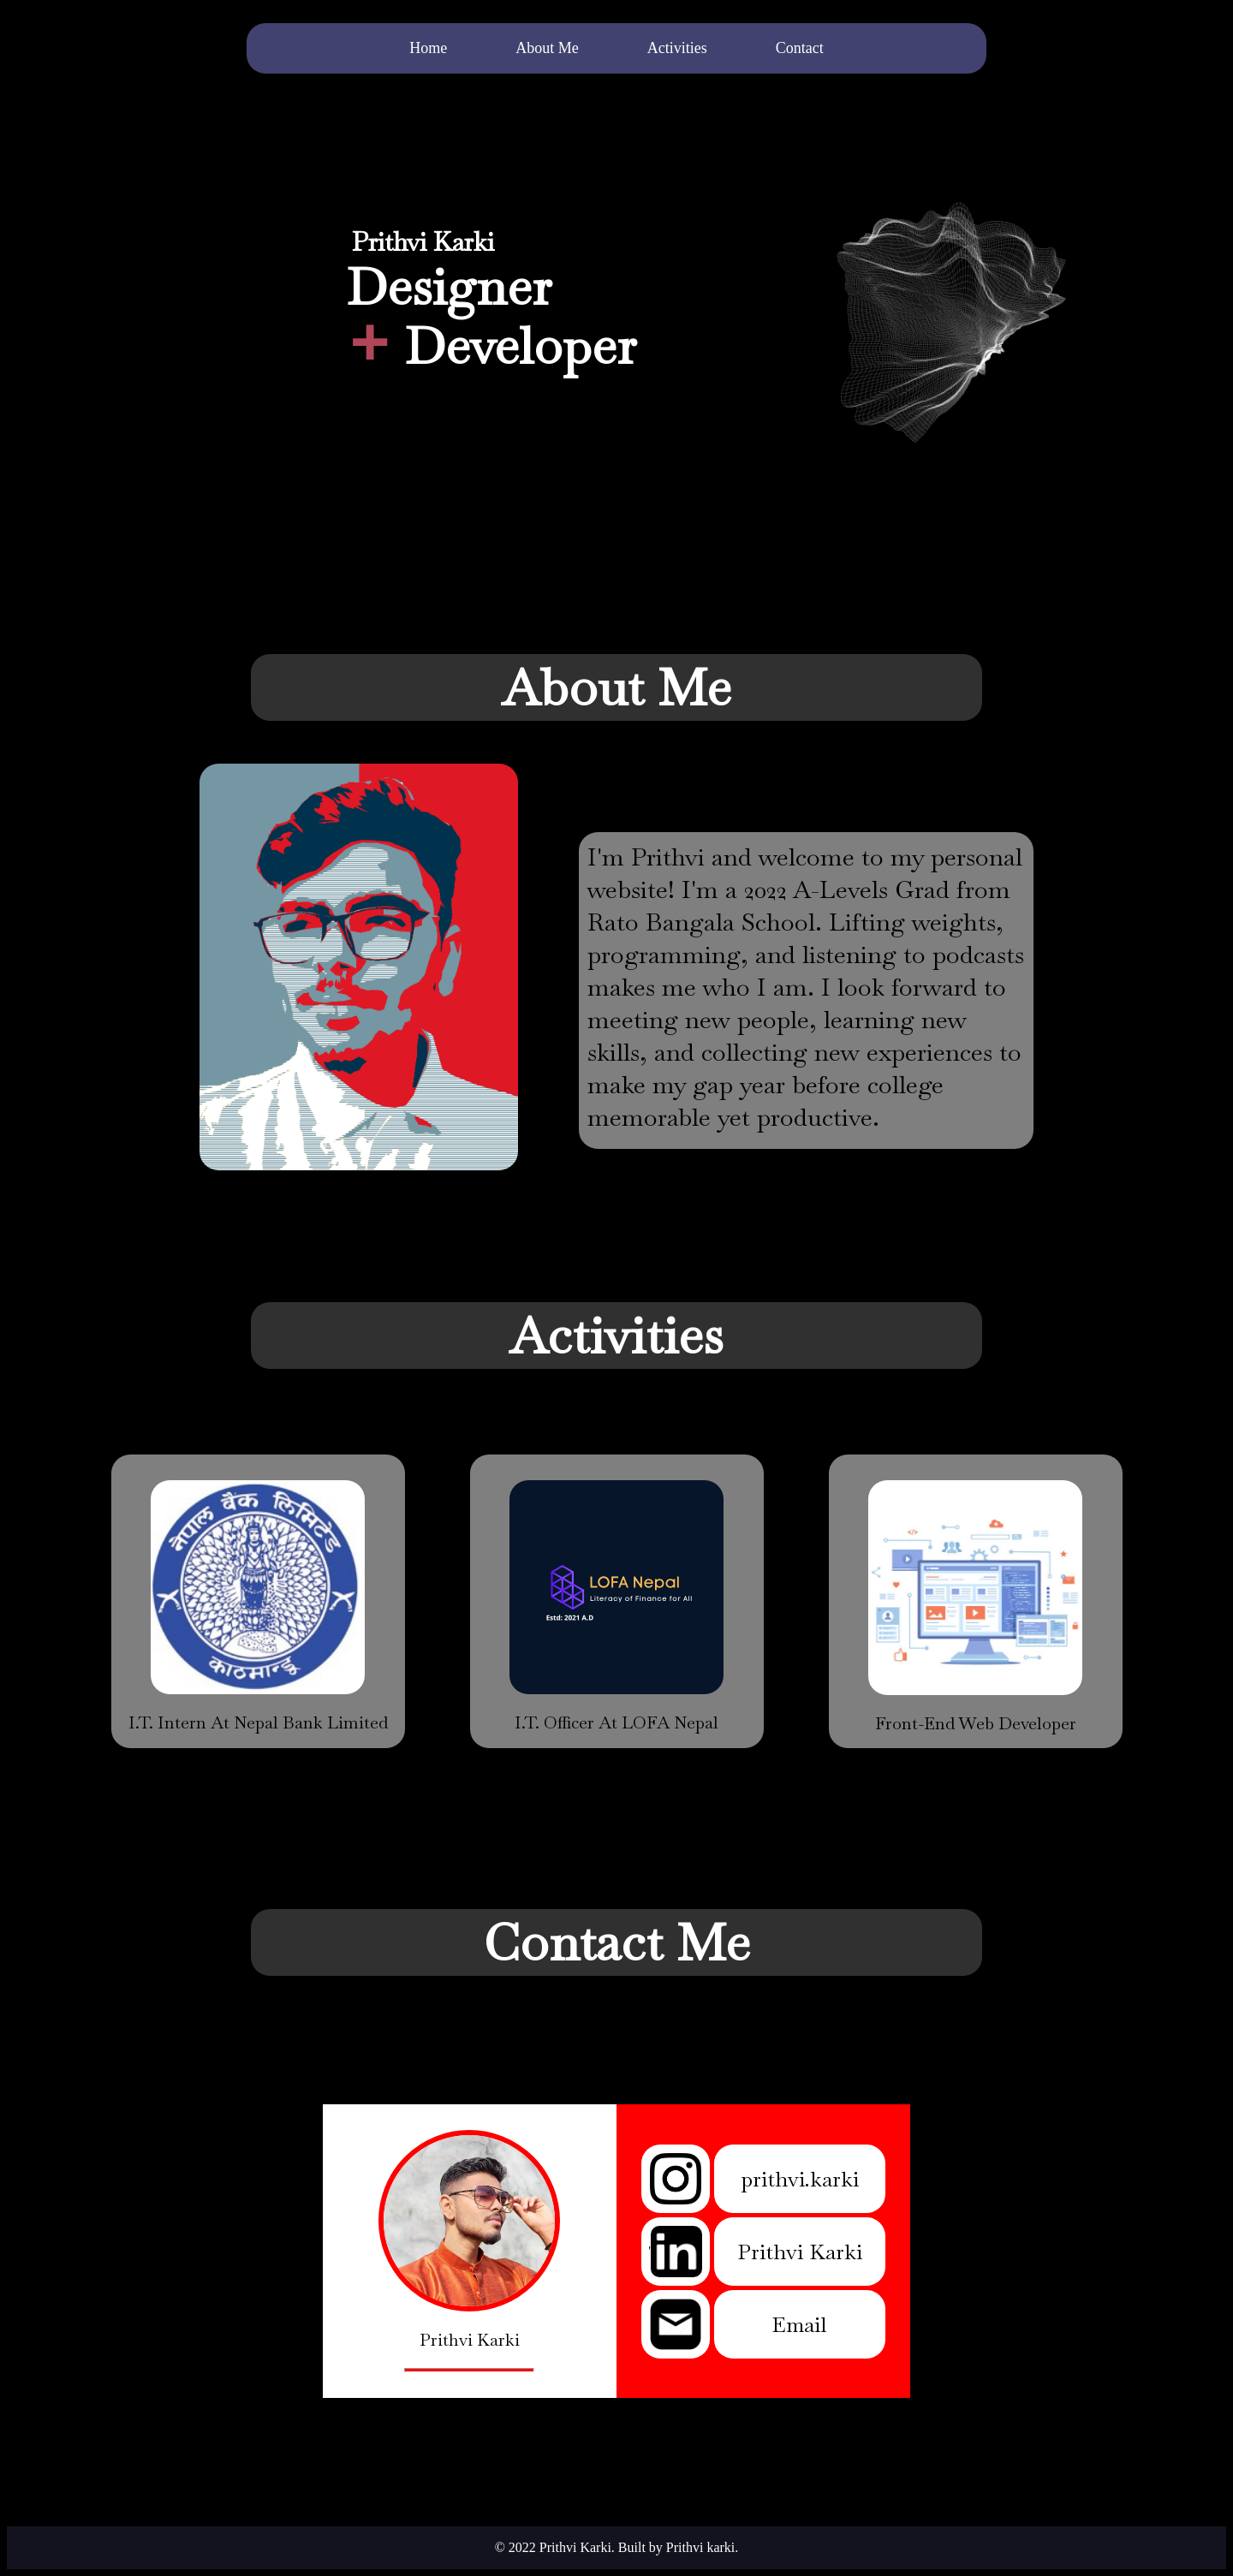 Home About Me Activities Contact
Prithvi Karki
Designer
+ Developer
About Me
I'm Prithvi and welcome to my personal
website! I'm a 2022 A-Levels Grad from
Rato Bangala School. Lifting weights,
programming, and listening to podcasts
makes me who I am. I look forward to
meeting new people, learning new
skills, and collecting new experiences to
make my gap year before college
memorable yet productive.
Activities
नेपाल बैंक लिमिटेड
काठमाण्डू
I.T. Intern At Nepal Bank Limited
LOFA Nepal
Literacy of Finance for All
Estd: 2021 A.D
I.T. Officer At LOFA Nepal
Front-End Web Developer
Contact Me
Prithvi Karki
prithvi.karki
in
Prithvi Karki
Email
© 2022 Prithvi Karki. Built by Prithvi karki.